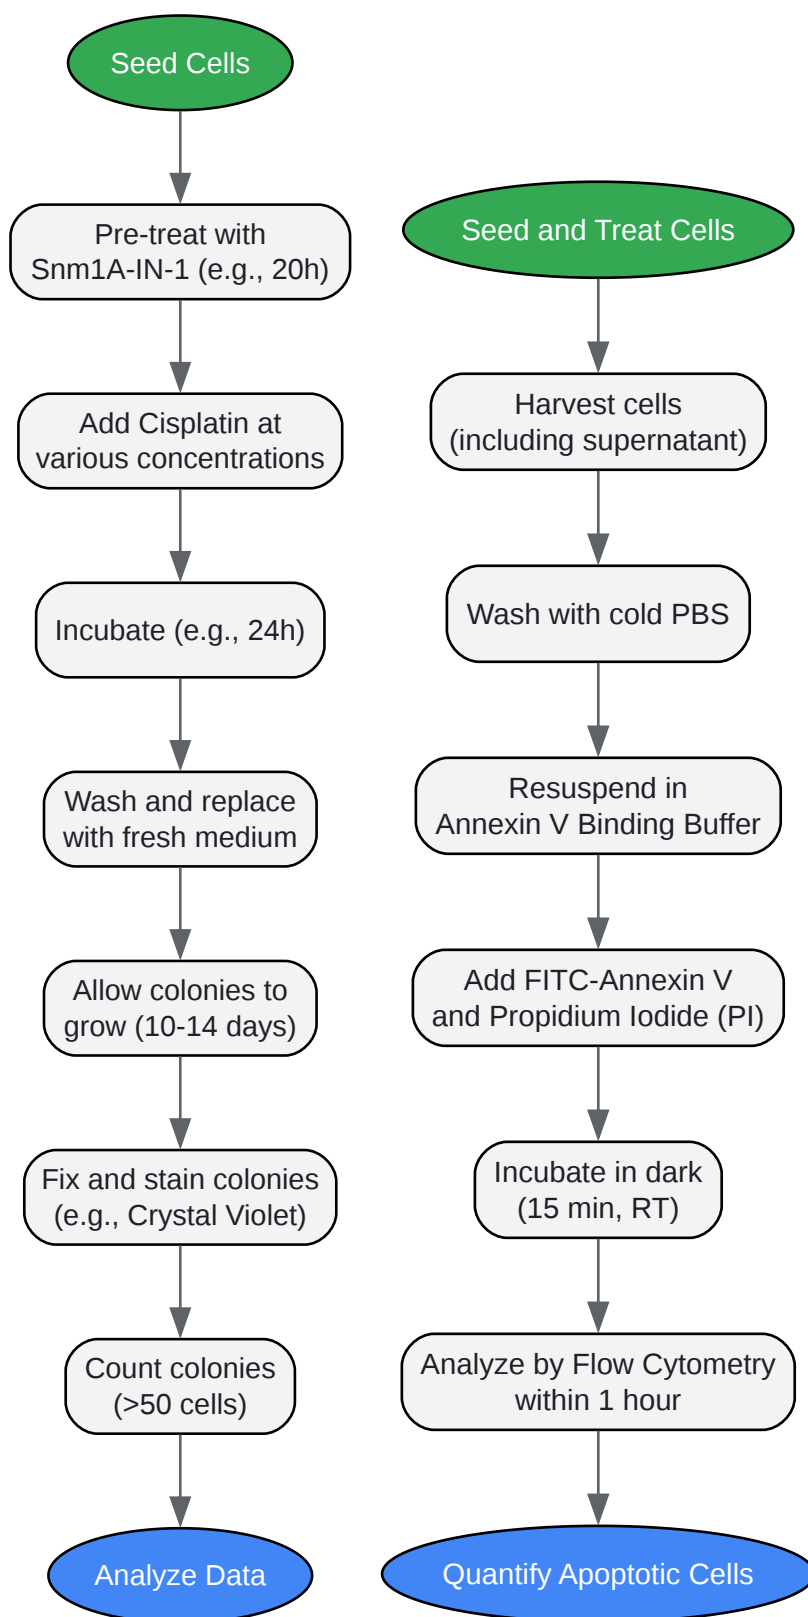 Seed Cells
Pre-treat with
Snm1A-IN-1 (e.g., 20h)
Add Cisplatin at
various concentrations
Incubate (e.g., 24h)
Wash and replace
with fresh medium
Allow colonies to
grow (10-14 days)
Fix and stain colonies
(e.g., Crystal Violet)
Count colonies
(>50 cells)
Analyze Data
Seed and Treat Cells
Harvest cells
(including supernatant)
Wash with cold PBS
Resuspend in
Annexin V Binding Buffer
Add FITC-Annexin V
and Propidium Iodide (PI)
Incubate in dark
(15 min, RT)
Analyze by Flow Cytometry
within 1 hour
Quantify Apoptotic Cells